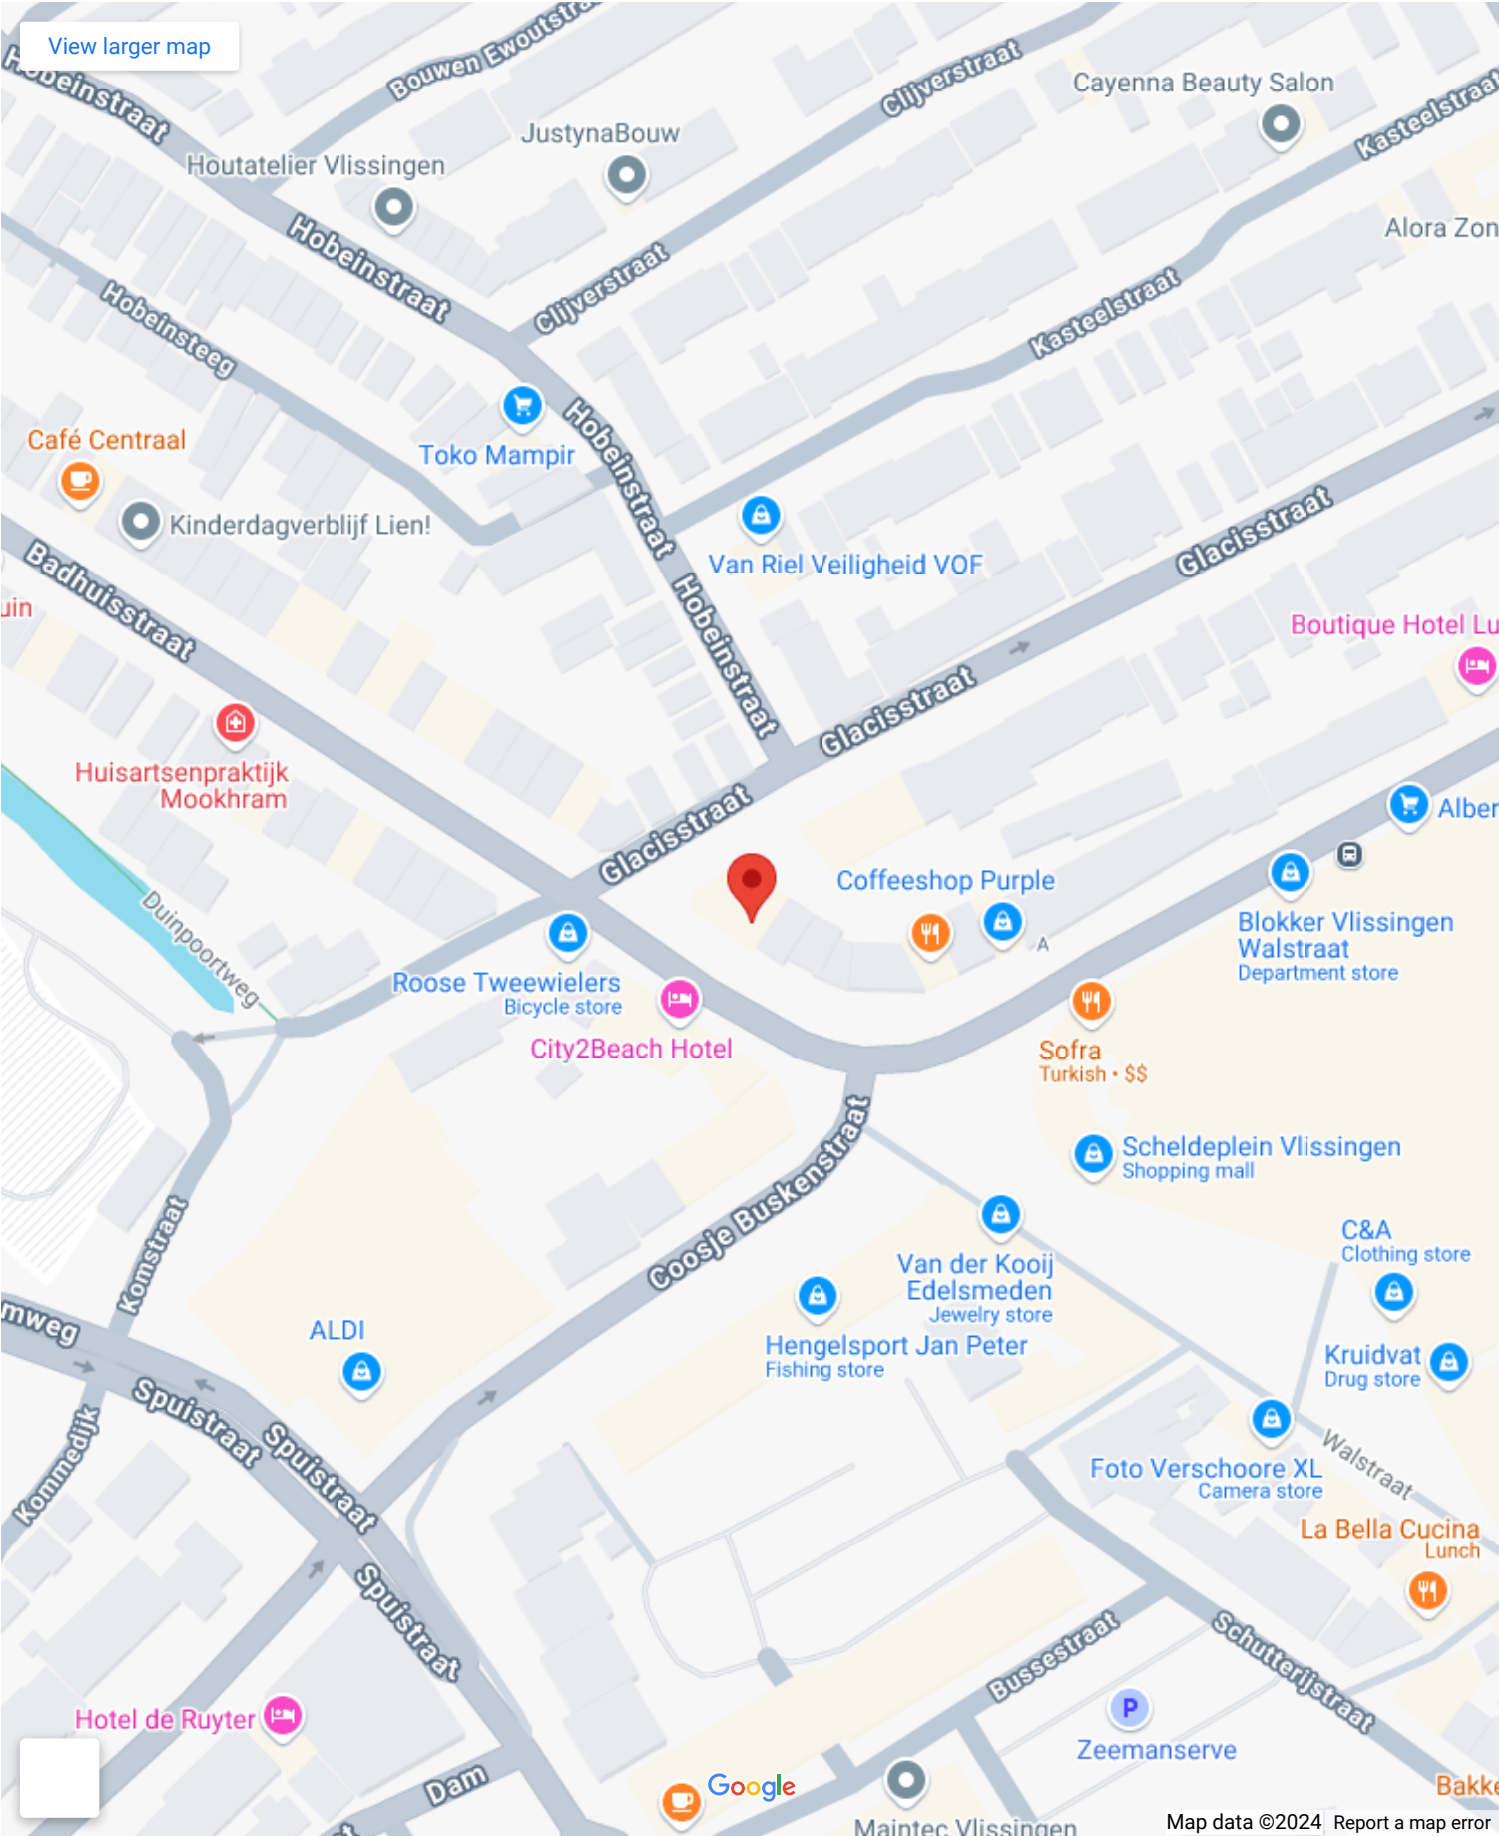 View larger map
Bouwen Ewoutstra
Clijverstraat
Cayenna Beauty Salon
Hobeinstraat
JustynaBouw
Kasteelstraat
Houtatelier Vlissingen
Alora Zon
Hobeinstraat
Clijverstraat
Hobeinsteeg
Kasteelstraat
Café Centraal
Toko Mampir
Hobeinstraat
Kinderdagverblijf Lien!
Glacisstraat
Van Riel Veiligheid VOF
Badhuisstraat
uin
Hobeinstraat
Boutique Hotel Lu
Glacisstraat
Huisartsenpraktijk
Mookhram
Glacisstraat
Alber
Coffeeshop Purple
Duinpoortweg
A
Blokker Vlissingen
Walstraat
Department store
Roose Tweewielers
Bicycle store
City2Beach Hotel
Sofra
Turkish • $$
Scheldeplein Vlissingen
Shopping mall
Coosje Buskenstraat
Komstraat
C&A
Clothing store
Van der Kooij
Edelsmeden
Jewelry store
mweg
ALDI
Hengelsport Jan Peter
Fishing store
Kruidvat
Drug store
Spuistraat
Spuistraat
Kommedijk
Walstraat
Foto Verschoore XL
Camera store
La Bella Cucina
Lunch
Spuistraat
Bussestraat
Schutterijstraat
Hotel de Ruyter
P
Zeemanserve
Dam
Google
Bakke
Maintec Vlissingen
Map data ©2024
Report a map error